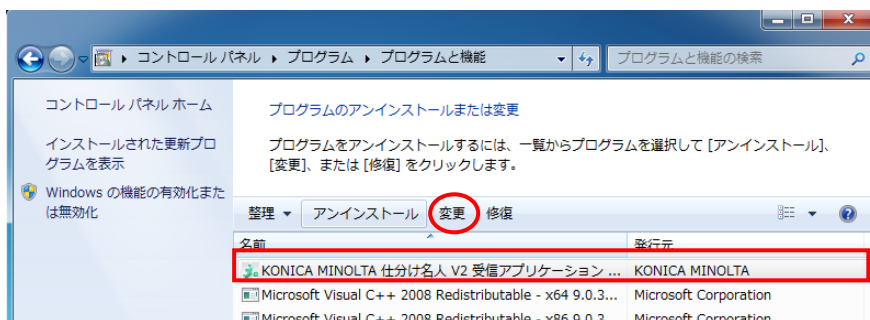 コントロール パネル ▸ プログラム ▸ プログラムと機能
プログラムと機能の検索
コントロール パネル ホーム
インストールされた更新プロ
グラムを表示
Windows の機能の有効化また
は無効化
プログラムのアンインストールまたは変更
プログラムをアンインストールするには、一覧からプログラムを選択して [アンインストール]、
[変更]、または [修復] をクリックします。
整理 ▼ アンインストール 変更 修復
名前 発行元
KONICA MINOLTA 仕分け名人 V2 受信アプリケーション ... KONICA MINOLTA
Microsoft Visual C++ 2008 Redistributable - x64 9.0.3... Microsoft Corporation
Microsoft Visual C++ 2008 Redistributable - x86 9.0.3... Microsoft Corporation